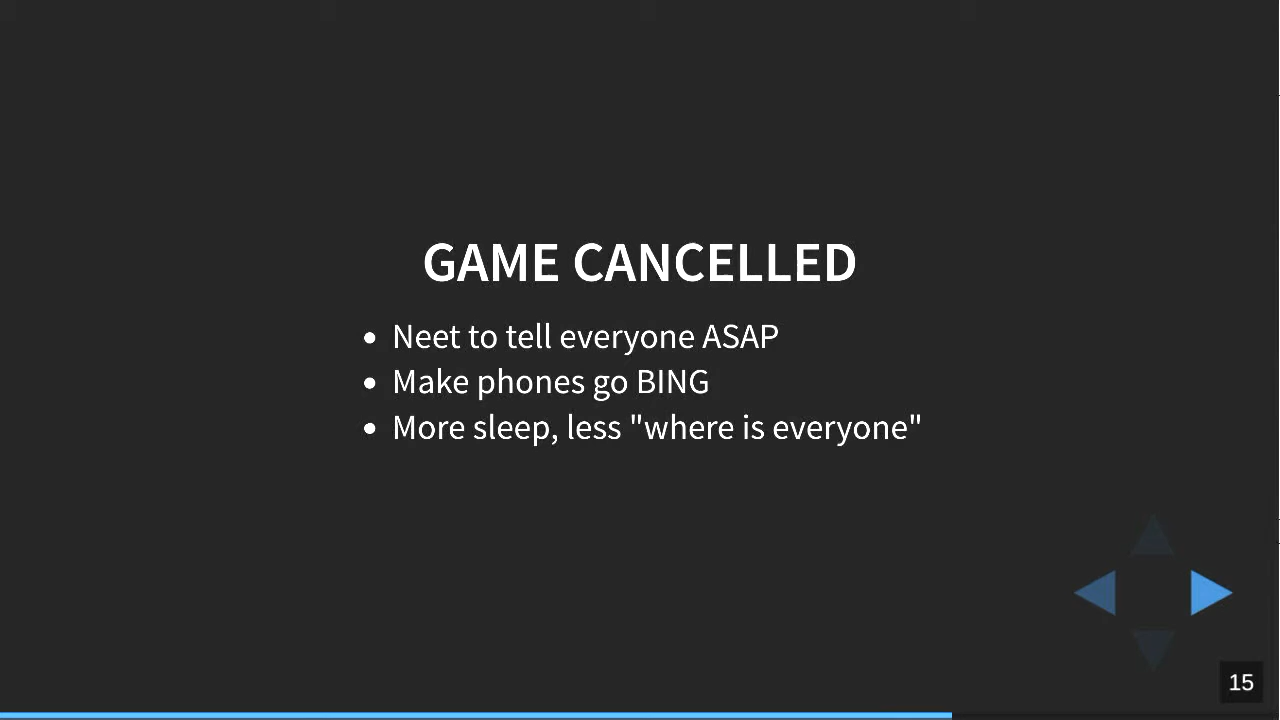 GAME CANCELLED
Neet to tell everyone ASAP
Make phones go BING
More sleep, less "where is everyone"
15